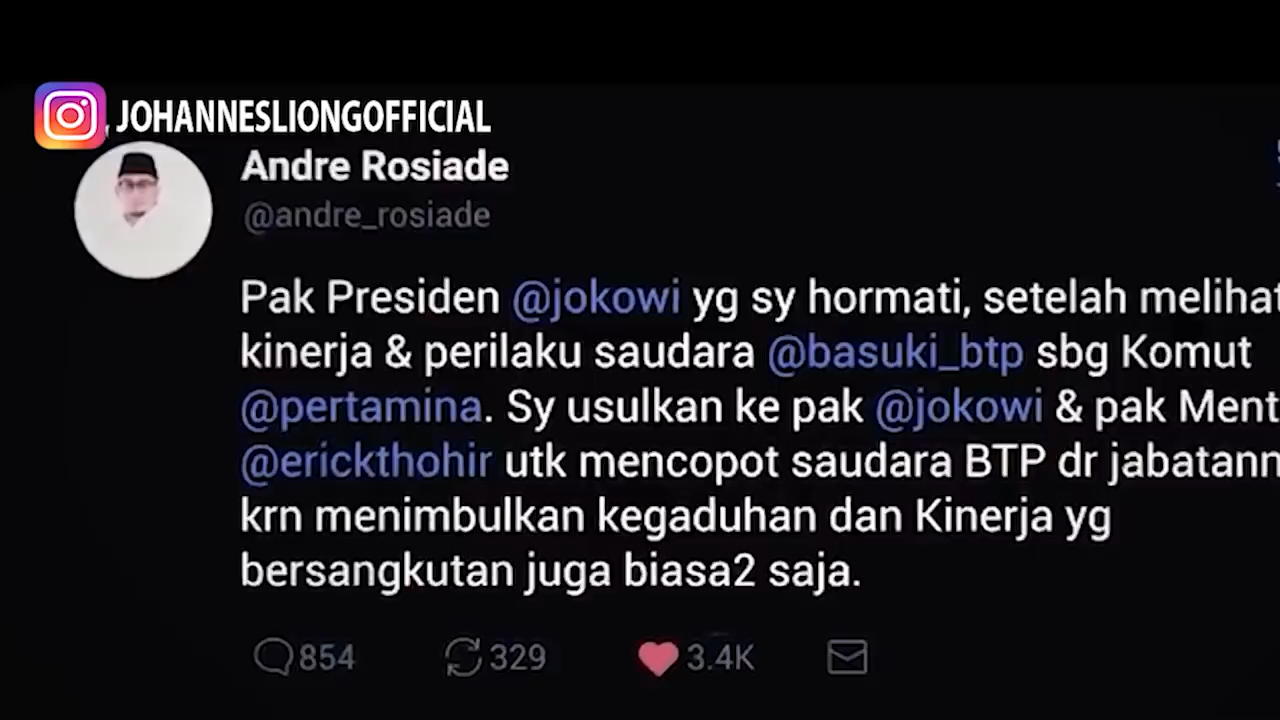 JOHANNESLIONGOFFICIAL
Andre Rosiade
@andre_rosiade
Pak Presiden @jokowi yg sy hormati, setelah meliha
kinerja & perilaku saudara @basuki_btp sbg Komut
@pertamina. Sy usulkan ke pak @jokowi & pak Ment
@erickthohir utk mencopot saudara BTP dr jabatann
krn menimbulkan kegaduhan dan Kinerja yg
bersangkutan juga biasa2 saja.
854 329 3.4K